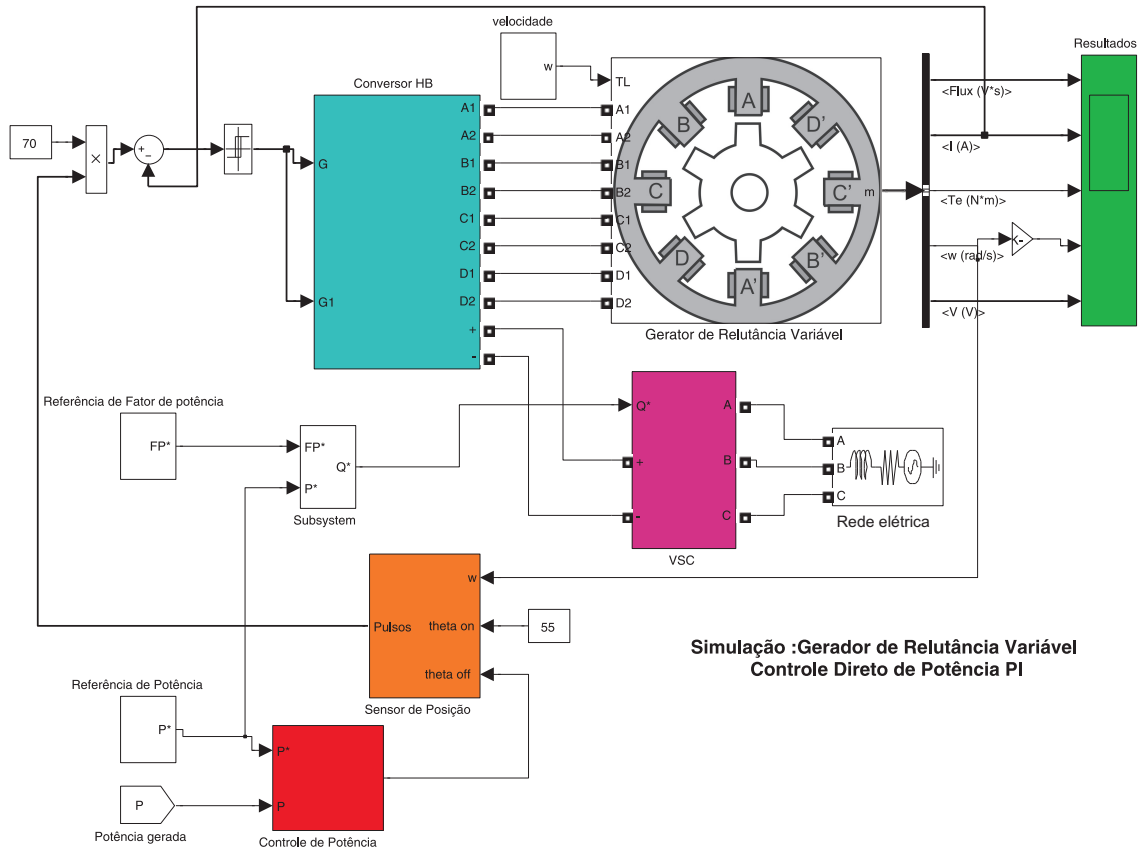 velocidade
w
Resultados
Conversor HB
70
×
+
−
G
G1
A1
A2
B1
B2
C1
C2
D1
D2
+
-
TL
A1
A2
B1
B2
C1
C2
D1
D2
m
A
B
D'
C
C'
D
B'
A'
Gerator de Relutância Variável
<Flux (V*s)>
<I (A)>
<Te (N*m)>
<w (rad/s)>
<V (V)>
Referência de Fator de potência
FP*
FP*
P*
Q*
Subsystem
Q*
+
-
A
B
C
VSC
A
B
C
Rede elétrica
w
Pulsos
theta on
theta off
55
Sensor de Posição
Simulação :Gerador de Relutância Variável
Controle Direto de Potência PI
Referência de Potência
P*
P*
P
P
Potência gerada
Controle de Potência